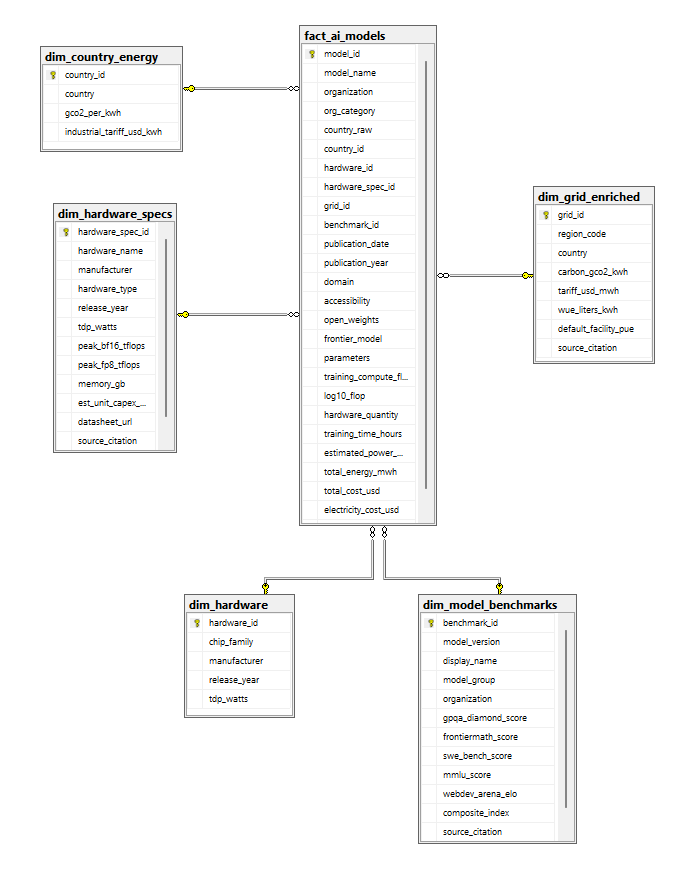 fact_ai_models
model_id
model_name
organization
org_category
country_raw
country_id
hardware_id
hardware_spec_id
grid_id
benchmark_id
publication_date
publication_year
domain
accessibility
open_weights
frontier_model
parameters
training_compute_fl...
log10_flop
hardware_quantity
training_time_hours
estimated_power_...
total_energy_mwh
total_cost_usd
electricity_cost_usd
dim_country_energy
country_id
country
gco2_per_kwh
industrial_tariff_usd_kwh
dim_hardware_specs
hardware_spec_id
hardware_name
manufacturer
hardware_type
release_year
tdp_watts
peak_bf16_tflops
peak_fp8_tflops
memory_gb
est_unit_capex_...
datasheet_url
source_citation
dim_grid_enriched
grid_id
region_code
country
carbon_gco2_kwh
tariff_usd_mwh
wue_liters_kwh
default_facility_pue
source_citation
dim_hardware
hardware_id
chip_family
manufacturer
release_year
tdp_watts
dim_model_benchmarks
benchmark_id
model_version
display_name
model_group
organization
gpqa_diamond_score
frontiermath_score
swe_bench_score
mmlu_score
webdev_arena_elo
composite_index
source_citation